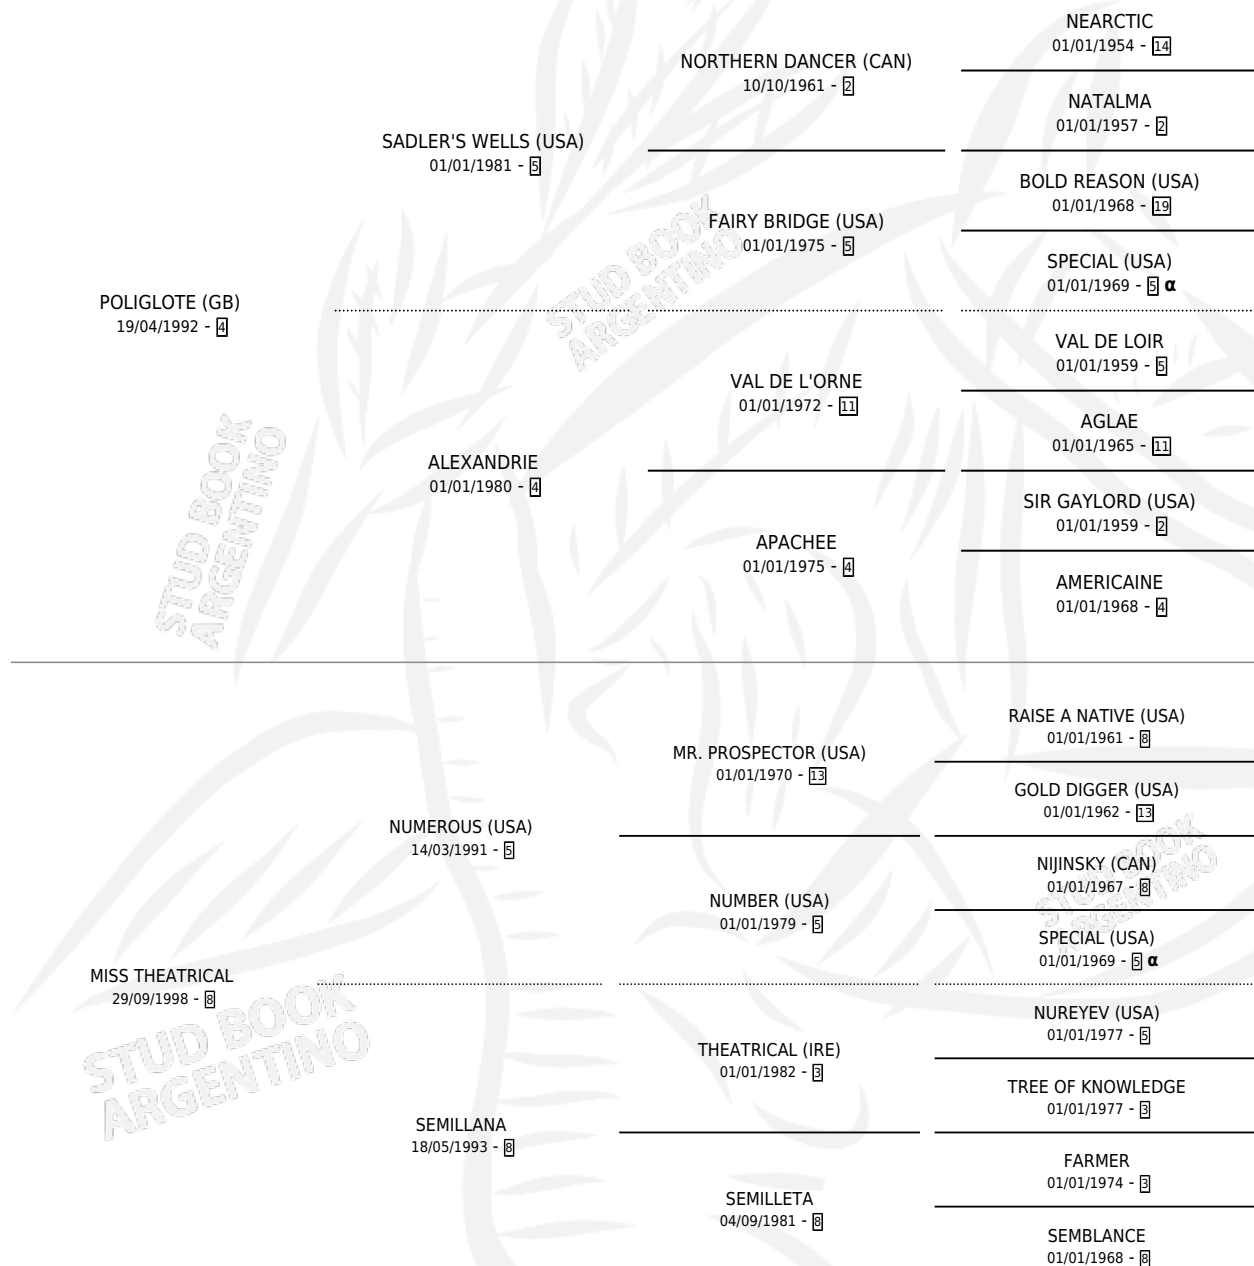 NEARCTIC
01/01/1954 - 14
NORTHERN DANCER (CAN)
10/10/1961 - 2
NATALMA
01/01/1957 - 2
SADLER'S WELLS (USA)
01/01/1981 - 5
BOLD REASON (USA)
01/01/1968 - 19
FAIRY BRIDGE (USA)
01/01/1975 - 5
SPECIAL (USA)
01/01/1969 - 5 α
POLIGLOTE (GB)
19/04/1992 - 4
VAL DE LOIR
01/01/1959 - 5
VAL DE L'ORNE
01/01/1972 - 11
AGLAE
01/01/1965 - 11
ALEXANDRIE
01/01/1980 - 4
SIR GAYLORD (USA)
01/01/1959 - 2
APACHEE
01/01/1975 - 4
AMERICAINE
01/01/1968 - 4
RAISE A NATIVE (USA)
01/01/1961 - 8
MR. PROSPECTOR (USA)
01/01/1970 - 13
GOLD DIGGER (USA)
01/01/1962 - 13
NUMEROUS (USA)
14/03/1991 - 5
NIJINSKY (CAN)
01/01/1967 - 8
NUMBER (USA)
01/01/1979 - 5
SPECIAL (USA)
01/01/1969 - 5 α
MISS THEATRICAL
29/09/1998 - 8
NUREYEV (USA)
01/01/1977 - 5
THEATRICAL (IRE)
01/01/1982 - 3
TREE OF KNOWLEDGE
01/01/1977 - 3
SEMILLANA
18/05/1993 - 8
FARMER
01/01/1974 - 3
SEMILLETA
04/09/1981 - 8
SEMBLANCE
01/01/1968 - 8
STUD BOOK
ARGENTINO
STUD BOOK
ARGENTINO
STUD BOOK
ARGENTINO
STUD BOOK
ARGENTINO